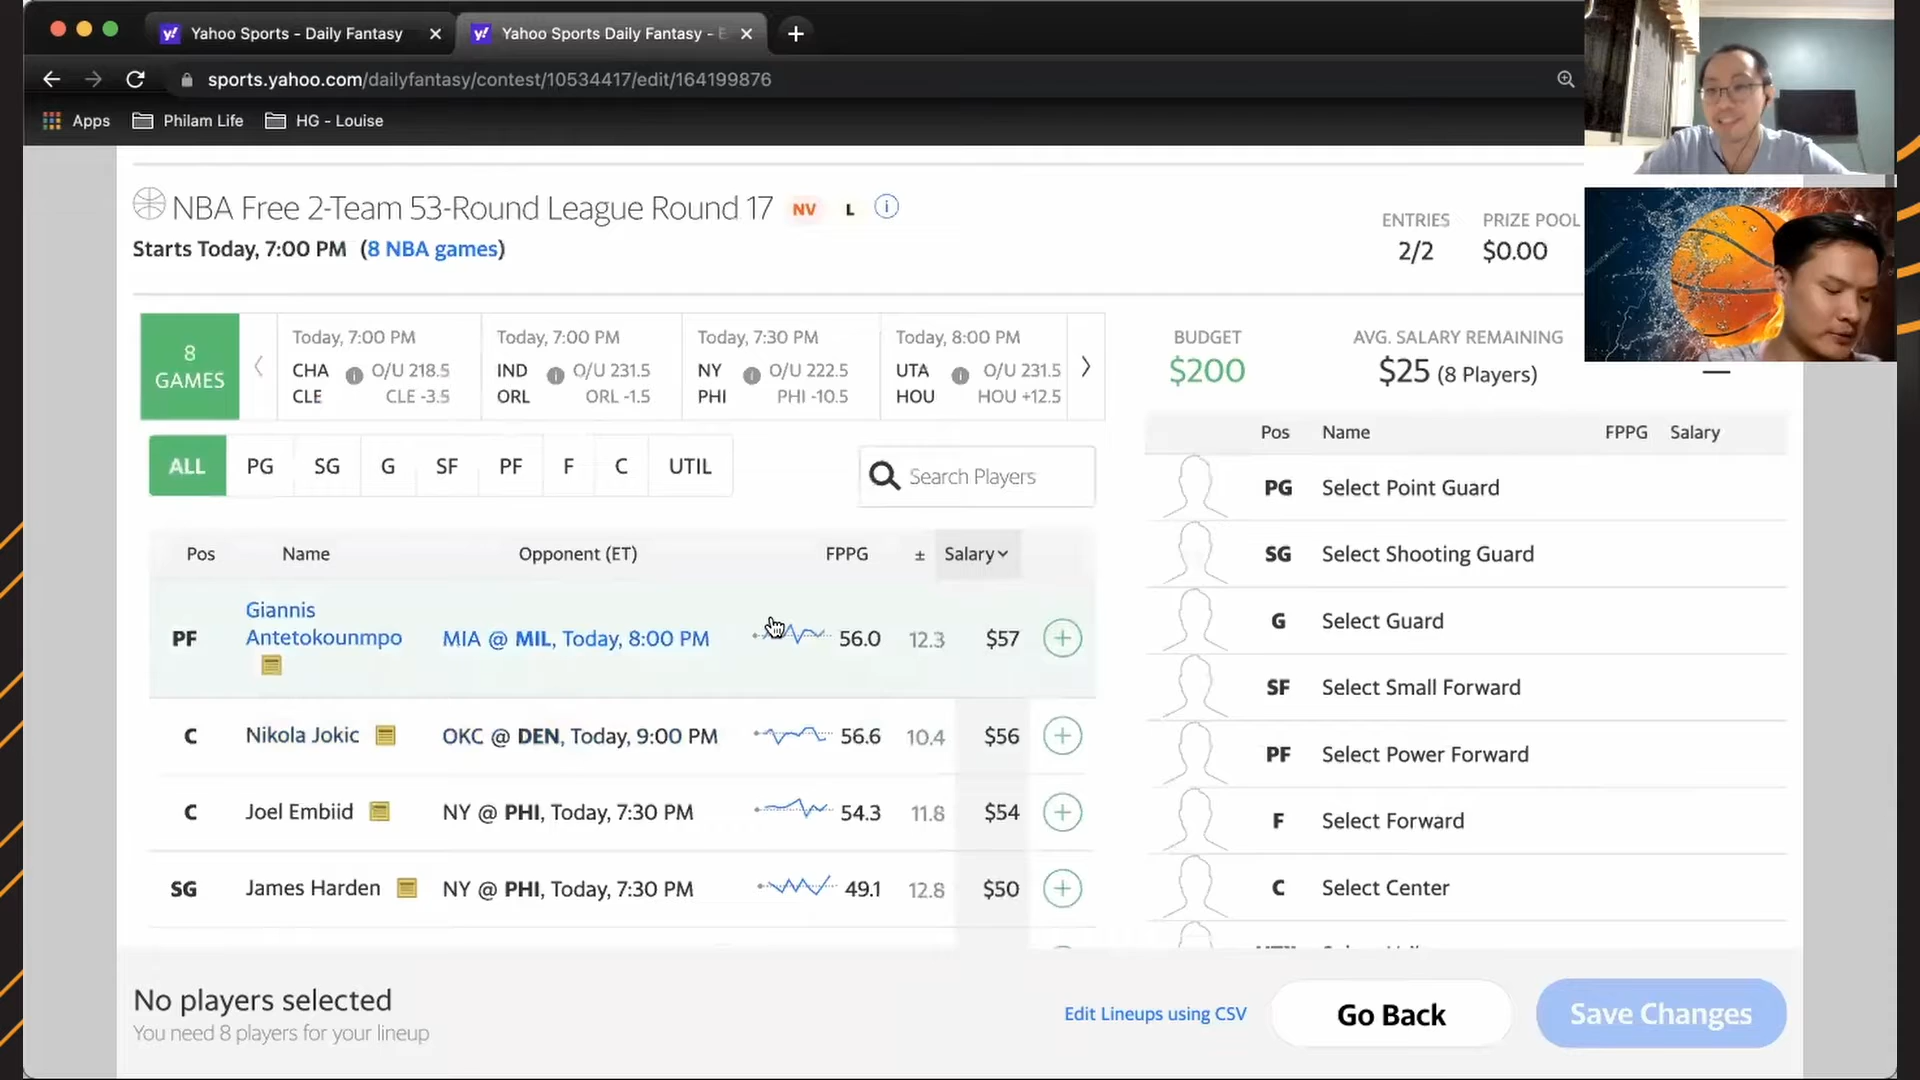 Yahoo Sports - Daily Fantasy
Yahoo Sports Daily Fantasy - E
sports.yahoo.com/dailyfantasy/contest/10534417/edit/164199876
Apps Philam Life HG - Louise
NBA Free 2-Team 53-Round League Round 17 NV L i
Starts Today, 7:00 PM (8 NBA games)
ENTRIES PRIZE POOL
2/2 $0.00
8 GAMES
Today, 7:00 PM
CHA O/U 218.5
CLE CLE -3.5
Today, 7:00 PM
IND O/U 231.5
ORL ORL -1.5
Today, 7:30 PM
NY O/U 222.5
PHI PHI -10.5
Today, 8:00 PM
UTA O/U 231.5
HOU HOU +12.5
BUDGET
$200
AVG. SALARY REMAINING
$25 (8 Players)
ALL PG SG G SF PF F C UTIL
Search Players
Pos Name Opponent (ET) FPPG ± Salary
PF Giannis Antetokounmpo MIA @ MIL, Today, 8:00 PM 56.0 12.3 $57
C Nikola Jokic OKC @ DEN, Today, 9:00 PM 56.6 10.4 $56
C Joel Embiid NY @ PHI, Today, 7:30 PM 54.3 11.8 $54
SG James Harden NY @ PHI, Today, 7:30 PM 49.1 12.8 $50
Pos Name FPPG Salary
PG Select Point Guard
SG Select Shooting Guard
G Select Guard
SF Select Small Forward
PF Select Power Forward
F Select Forward
C Select Center
No players selected
You need 8 players for your lineup
Edit Lineups using CSV
Go Back
Save Changes